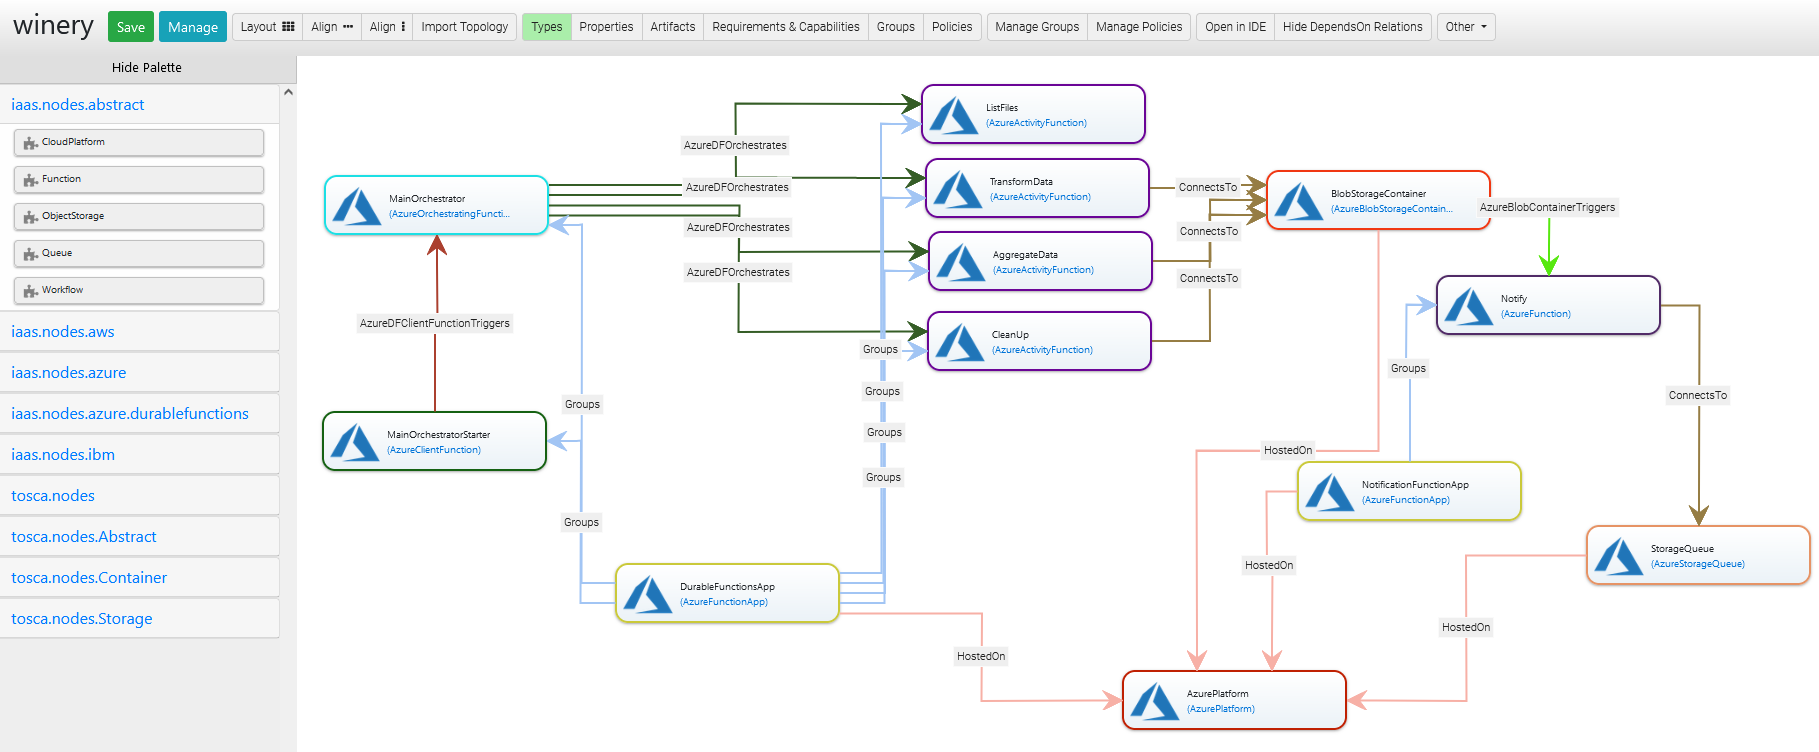 winery
Save
Manage
Layout
Align
Align
Import Topology
Types
Properties
Artifacts
Requirements & Capabilities
Groups
Policies
Manage Groups
Manage Policies
Open in IDE
Hide DependsOn Relations
Other
Hide Palette
iaas.nodes.abstract
CloudPlatform
Function
ObjectStorage
Queue
Workflow
iaas.nodes.aws
iaas.nodes.azure
iaas.nodes.azure.durablefunctions
iaas.nodes.ibm
tosca.nodes
tosca.nodes.Abstract
tosca.nodes.Container
tosca.nodes.Storage
MainOrchestrator
(AzureOrchestratingFuncti...
AzureDFClientFunctionTriggers
MainOrchestratorStarter
(AzureClientFunction)
Groups
Groups
DurableFunctionsApp
(AzureFunctionApp)
AzureDFOrchestrates
AzureDFOrchestrates
AzureDFOrchestrates
AzureDFOrchestrates
ListFiles
(AzureActivityFunction)
TransformData
(AzureActivityFunction)
AggregateData
(AzureActivityFunction)
CleanUp
(AzureActivityFunction)
Groups
Groups
Groups
Groups
ConnectsTo
ConnectsTo
ConnectsTo
BlobStorageContainer
(AzureBlobStorageContain...
AzureBlobContainerTriggers
Notify
(AzureFunction)
Groups
ConnectsTo
HostedOn
NotificationFunctionApp
(AzureFunctionApp)
HostedOn
StorageQueue
(AzureStorageQueue)
HostedOn
HostedOn
AzurePlatform
(AzurePlatform)